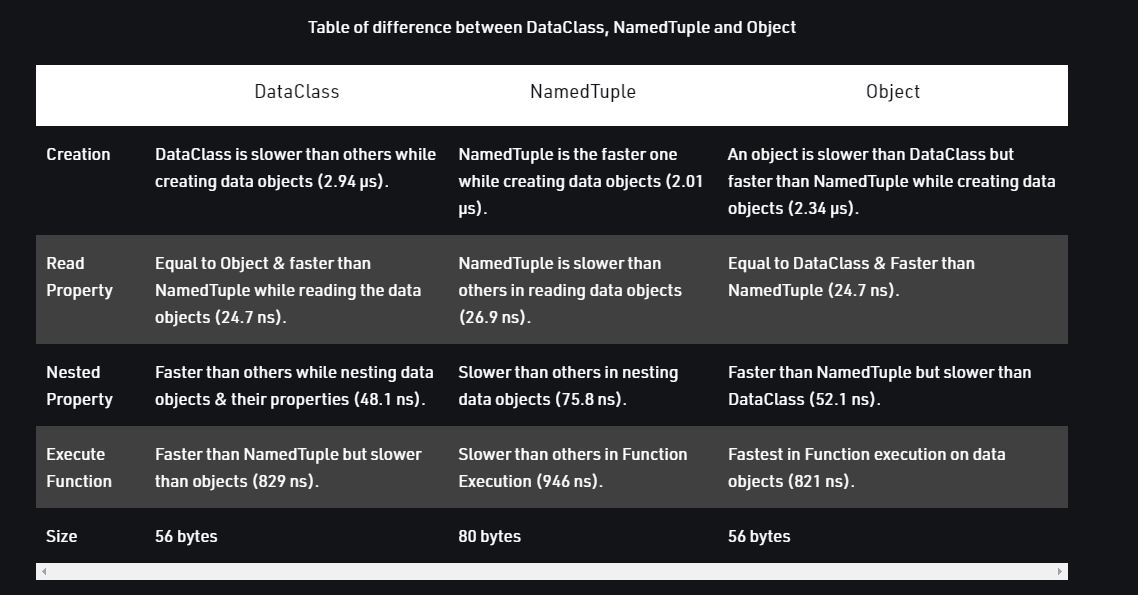 Table of difference between DataClass, NamedTuple and Object
DataClass NamedTuple Object
Creation
DataClass is slower than others while
creating data objects (2.94 µs).
NamedTuple is the faster one
while creating data objects (2.01
µs).
An object is slower than DataClass but
faster than NamedTuple while creating data
objects (2.34 µs).
Read
Property
Equal to Object & faster than
NamedTuple while reading the data
objects (24.7 ns).
NamedTuple is slower than
others in reading data objects
(26.9 ns).
Equal to DataClass & Faster than
NamedTuple (24.7 ns).
Nested
Property
Faster than others while nesting data
objects & their properties (48.1 ns).
Slower than others in nesting
data objects (75.8 ns).
Faster than NamedTuple but slower than
DataClass (52.1 ns).
Execute
Function
Faster than NamedTuple but slower
than objects (829 ns).
Slower than others in Function
Execution (946 ns).
Fastest in Function execution on data
objects (821 ns).
Size
56 bytes
80 bytes
56 bytes